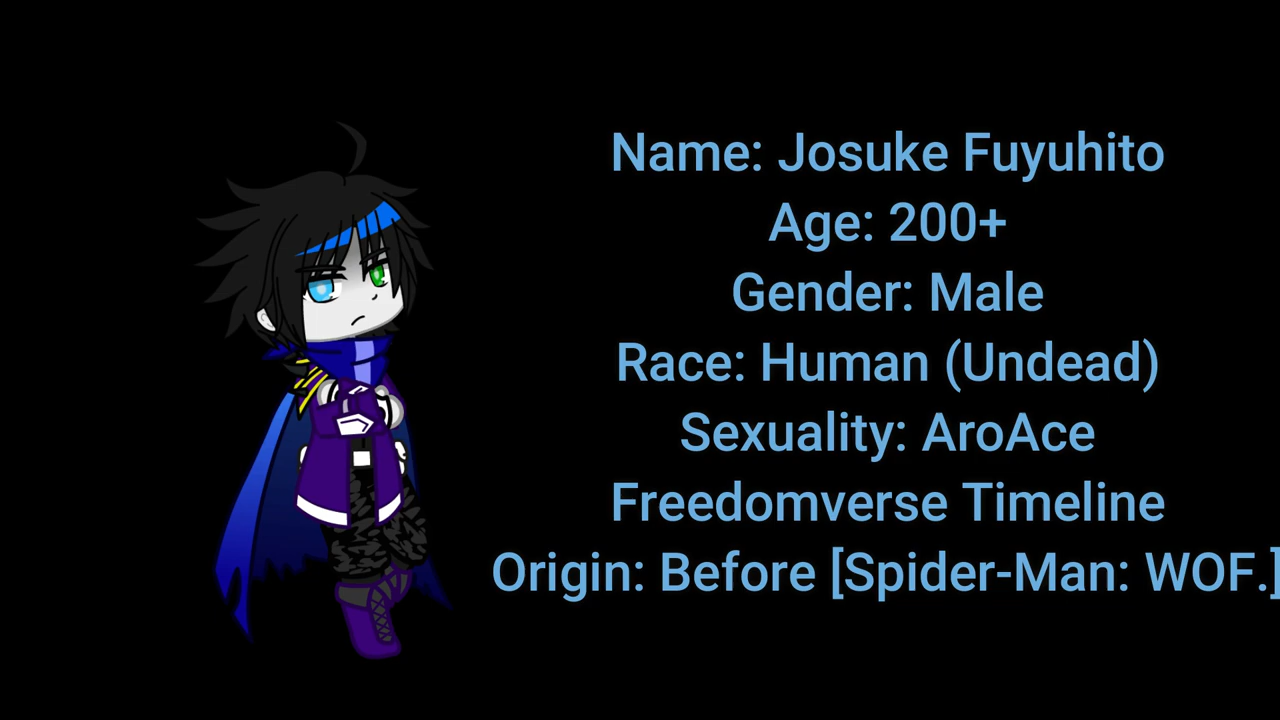 Name: Josuke Fuyuhito
Age: 200+
Gender: Male
Race: Human (Undead)
Sexuality: AroAce
Freedomverse Timeline
Origin: Before [Spider-Man: WOF.]